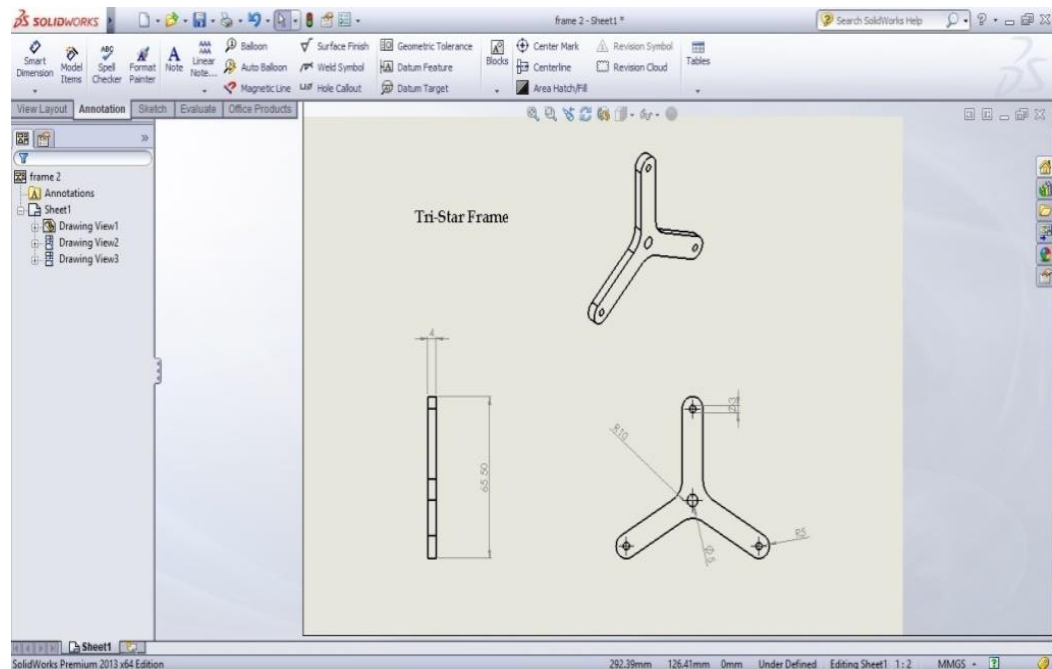 SOLIDWORKS
frame 2 - Sheet1 *
Search SolidWorks Help
Smart Dimension
Model Items
Spell Checker
Format Painter
Note
Linear Note...
Balloon
Auto Balloon
Magnetic Line
Surface Finish
Weld Symbol
Hole Callout
Geometric Tolerance
Datum Feature
Datum Target
Blocks
Center Mark
Centerline
Area Hatch/Fill
Revision Symbol
Revision Cloud
Tables
View Layout Annotation Sketch Evaluate Office Products
frame 2
Annotations
Sheet1
Drawing View1
Drawing View2
Drawing View3
Tri-Star Frame
4
65.50
R10
R5
Sheet1
SolidWorks Premium 2013 x64 Edition
292.39mm 126.41mm 0mm Under Defined Editing Sheet1 1:2 MMGS